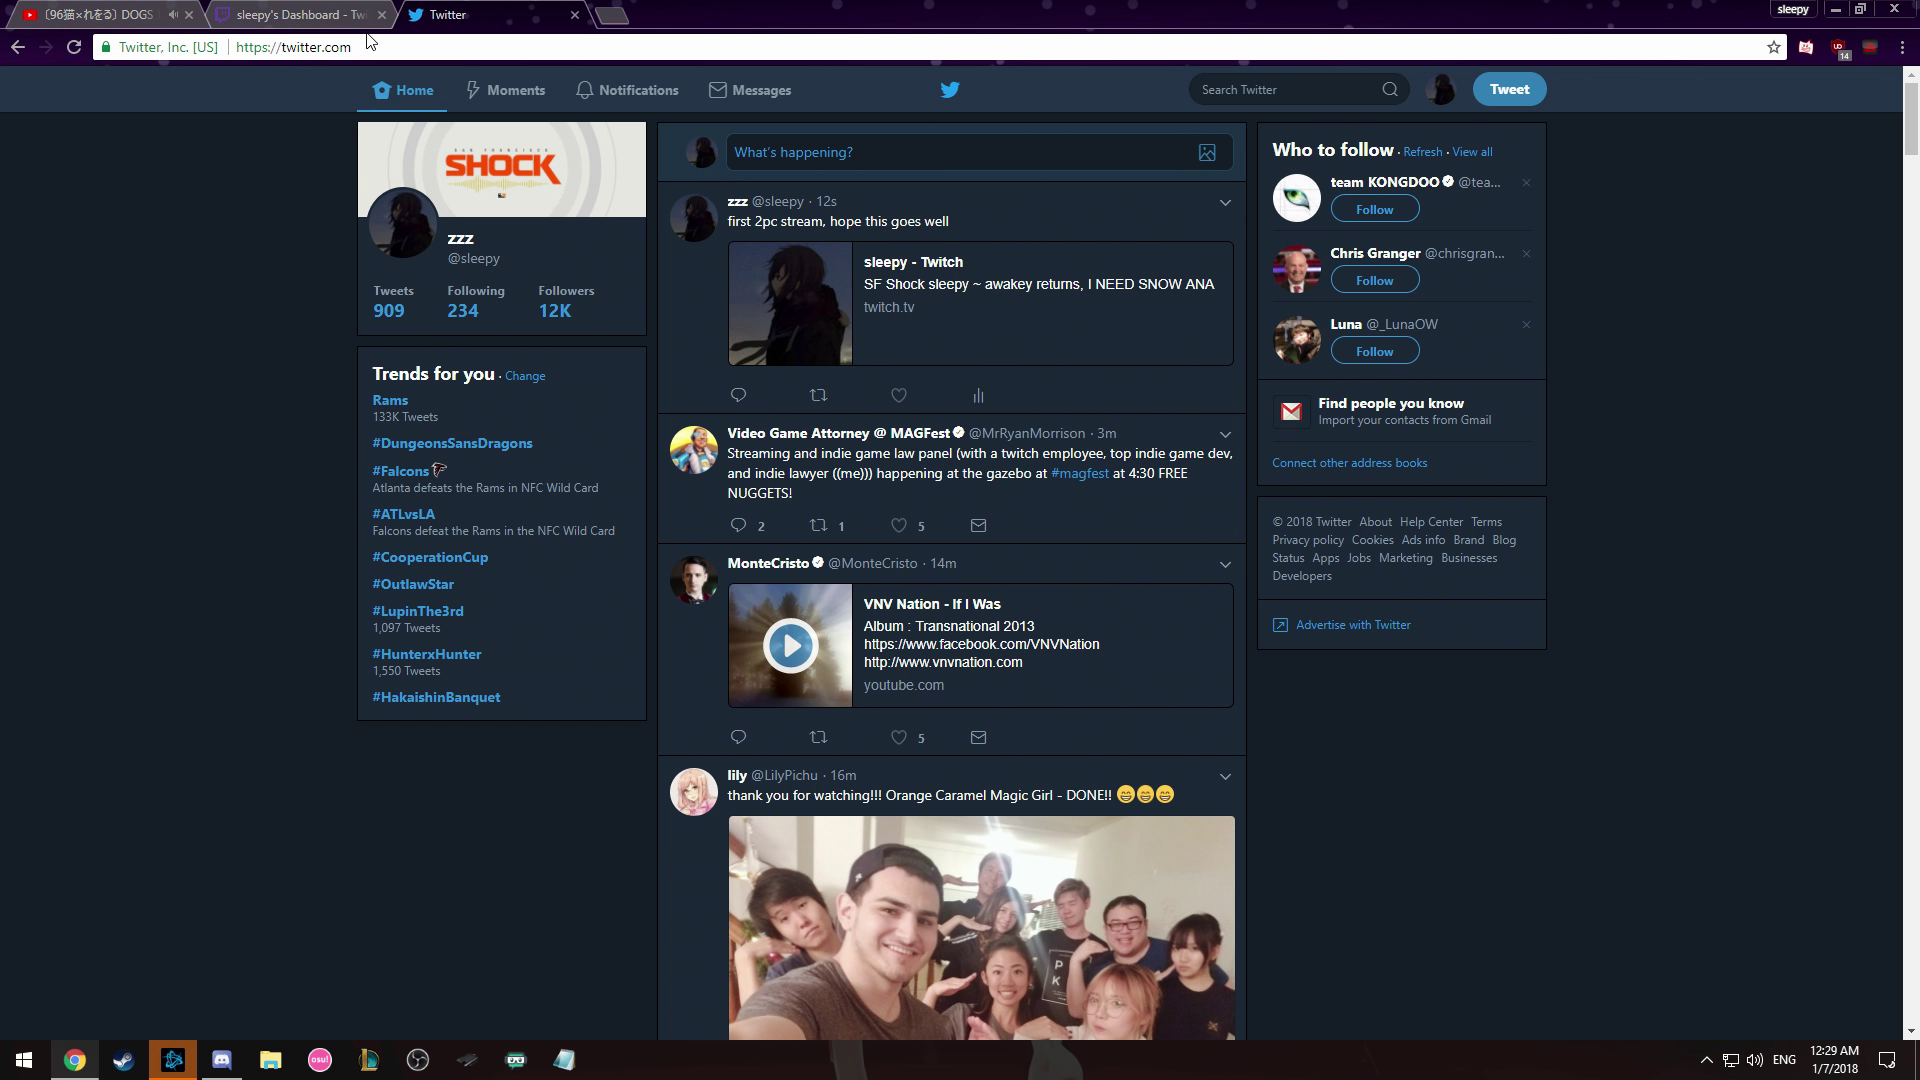 〔96猫×れをる〕DOGS
sleepy's Dashboard - Tw
Twitter
sleepy
Twitter, Inc. [US]
https://twitter.com
14
Home
Moments
Notifications
Messages
Search Twitter
Tweet
SAN FRANCISCO
SHOCK
zzz
@sleepy
Tweets
Following
Followers
909
234
12K
Trends for you · Change
Rams
133K Tweets
#DungeonsSansDragons
#Falcons
Atlanta defeats the Rams in NFC Wild Card
#ATLvsLA
Falcons defeat the Rams in the NFC Wild Card
#CooperationCup
#OutlawStar
#LupinThe3rd
1,097 Tweets
#HunterxHunter
1,550 Tweets
#HakaishinBanquet
What's happening?
zzz @sleepy · 12s
first 2pc stream, hope this goes well
sleepy - Twitch
SF Shock sleepy ~ awakey returns, I NEED SNOW ANA
twitch.tv
Video Game Attorney @ MAGFest @MrRyanMorrison · 3m
Streaming and indie game law panel (with a twitch employee, top indie game dev,
and indie lawyer ((me))) happening at the gazebo at #magfest at 4:30 FREE
NUGGETS!
2
1
5
MonteCristo @MonteCristo · 14m
VNV Nation - If I Was
Album : Transnational 2013
https://www.facebook.com/VNVNation
http://www.vnvnation.com
youtube.com
5
lily @LilyPichu · 16m
thank you for watching!!! Orange Caramel Magic Girl - DONE!! 😁😁😁
Who to follow · Refresh · View all
team KONGDOO @tea...
Follow
Chris Granger @chrisgran...
Follow
Luna @_LunaOW
Follow
Find people you know
Import your contacts from Gmail
Connect other address books
© 2018 Twitter About Help Center Terms
Privacy policy Cookies Ads info Brand Blog
Status Apps Jobs Marketing Businesses
Developers
Advertise with Twitter
osu!
ENG
12:29 AM
1/7/2018